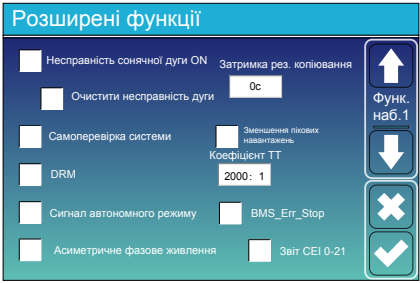 Розширені функції
Несправність сонячної дуги ON
Затримка рез. копіювання
0с
Очистити несправність дуги
Функ.
наб.1
Самоперевірка системи
Зменшення пікових
навантажень
Коефіцієнт ТТ
DRM
2000: 1
Сигнал автономного режиму
BMS_Err_Stop
Асиметричне фазове живлення
Звіт CEI 0-21